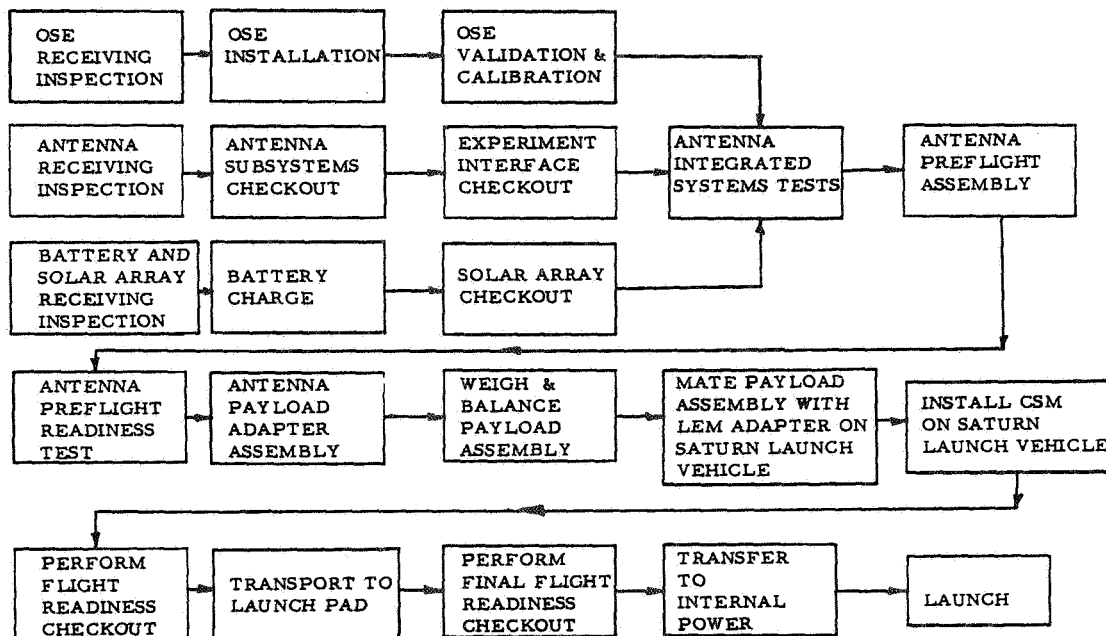 OSE
RECEIVING
INSPECTION
OSE
INSTALLATION
OSE
VALIDATION &
CALIBRATION
ANTENNA
RECEIVING
INSPECTION
ANTENNA
SUBSYSTEMS
CHECKOUT
EXPERIMENT
INTERFACE
CHECKOUT
ANTENNA
INTEGRATED
SYSTEMS TESTS
ANTENNA
PREFLIGHT
ASSEMBLY
BATTERY AND
SOLAR ARRAY
RECEIVING
INSPECTION
BATTERY
CHARGE
SOLAR ARRAY
CHECKOUT
ANTENNA
PREFLIGHT
READINESS
TEST
ANTENNA
PAYLOAD
ADAPTER
ASSEMBLY
WEIGH &
BALANCE
PAYLOAD
ASSEMBLY
MATE PAYLOAD
ASSEMBLY WITH
LEM ADAPTER ON
SATURN LAUNCH
VEHICLE
INSTALL CSM
ON SATURN
LAUNCH VEHICLE
PERFORM
FLIGHT
READINESS
CHECKOUT
TRANSPORT TO
LAUNCH PAD
PERFORM
FINAL FLIGHT
READINESS
CHECKOUT
TRANSFER
TO
INTERNAL
POWER
LAUNCH